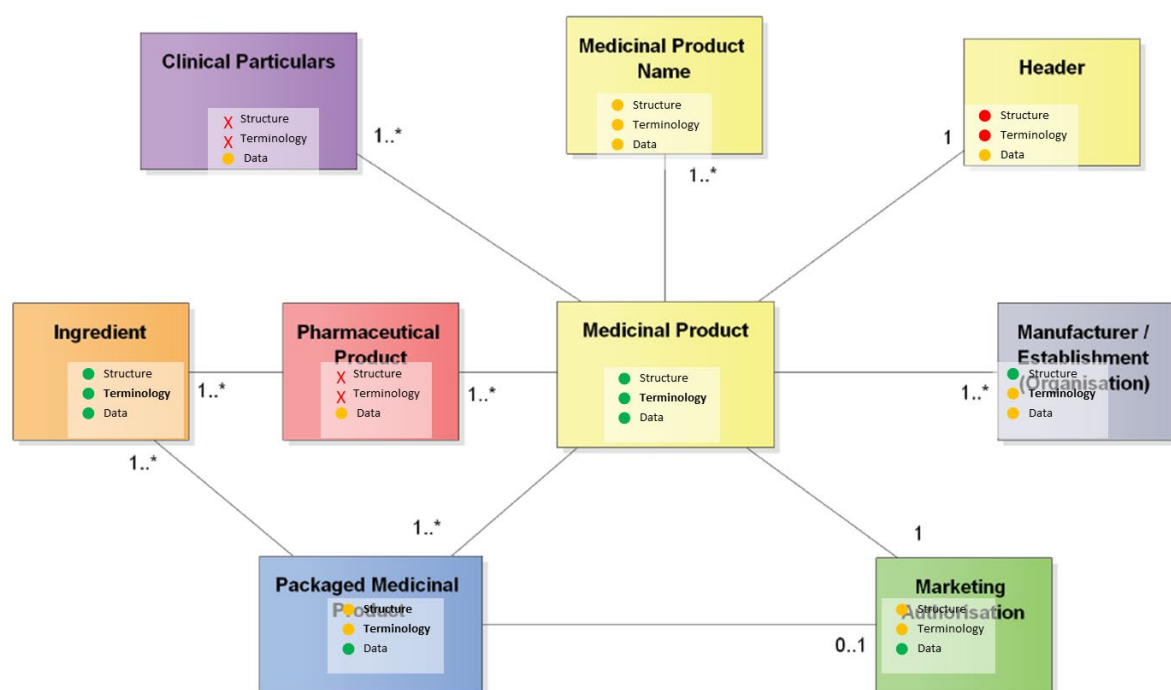 Clinical Particulars
X Structure
X Terminology
Data
1..*
Medicinal Product
Name
Structure
Terminology
Data
1..*
Header
Structure
Terminology
Data
1
Ingredient
Structure
Terminology
Data
1..*
1..*
Pharmaceutical
Product
X Structure
X Terminology
Data
1..*
Medicinal Product
Structure
Terminology
Data
Manufacturer /
Establishment
(Organisation)
Structure
Terminology
Data
1..*
Packaged Medicinal
Product
Structure
Terminology
Data
1..*
Marketing
Authorisation
Structure
Terminology
Data
1
0..1